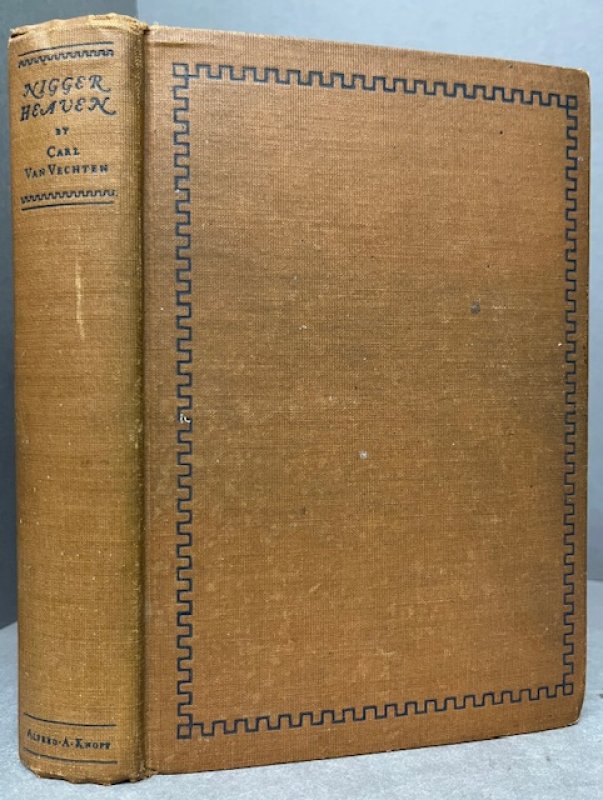 NIGGER
HEAVEN
BY
CARL
VAN VECHTEN
ALFRED · A · KNOPF